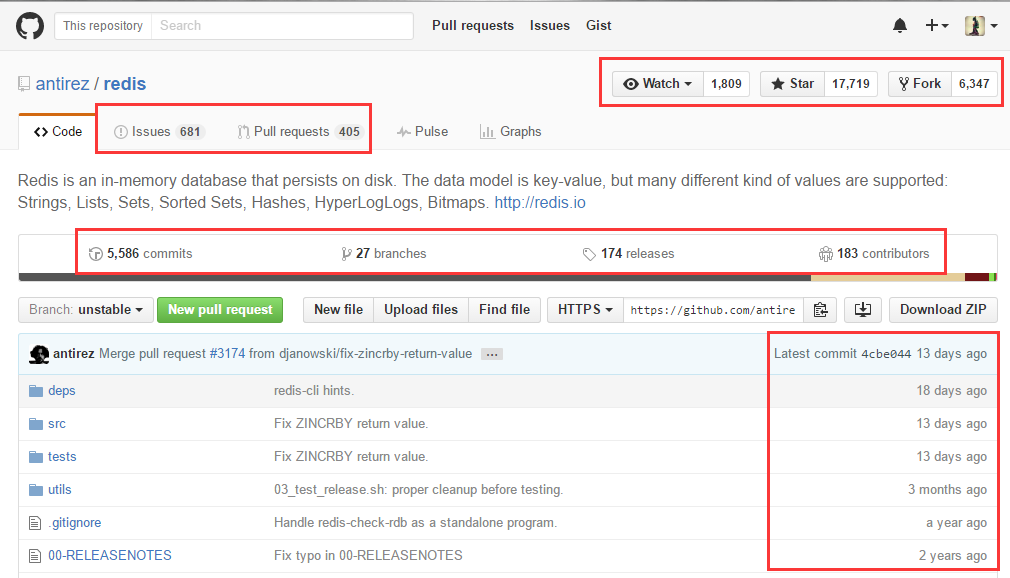 This repository Search Pull requests Issues Gist
antirez / redis Watch 1,809 Star 17,719 Fork 6,347
Code Issues 681 Pull requests 405 Pulse Graphs
Redis is an in-memory database that persists on disk. The data model is key-value, but many different kind of values are supported:
Strings, Lists, Sets, Sorted Sets, Hashes, HyperLogLogs, Bitmaps. http://redis.io
5,586 commits 27 branches 174 releases 183 contributors
Branch: unstable New pull request New file Upload files Find file HTTPS https://github.com/antire Download ZIP
antirez Merge pull request #3174 from djanowski/fix-zincrby-return-value ... Latest commit 4cbe044 13 days ago
deps redis-cli hints. 18 days ago
src Fix ZINCRBY return value. 13 days ago
tests Fix ZINCRBY return value. 13 days ago
utils 03_test_release.sh: proper cleanup before testing. 3 months ago
.gitignore Handle redis-check-rdb as a standalone program. a year ago
00-RELEASENOTES Fix typo in 00-RELEASENOTES 2 years ago